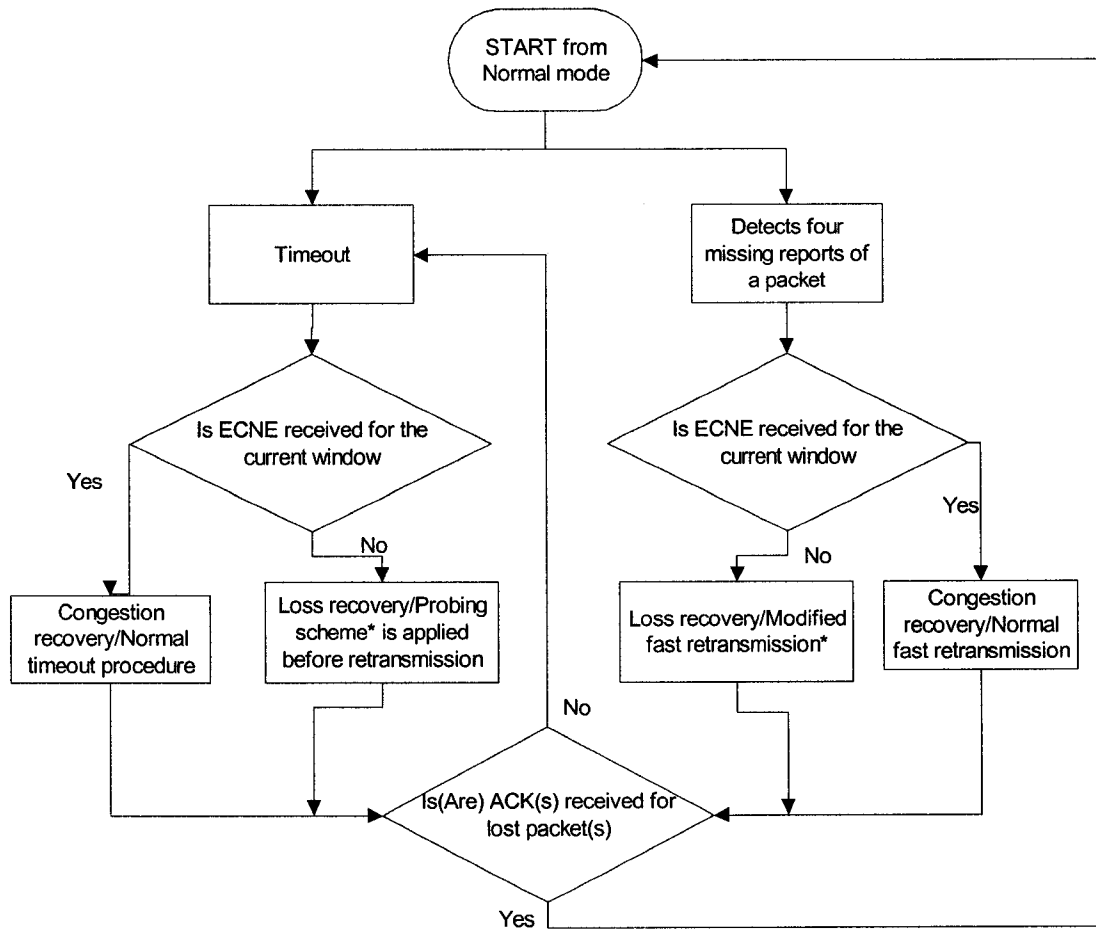 START from
Normal mode
Timeout
Detects four
missing reports of
a packet
Is ECNE received for the
current window
Is ECNE received for the
current window
Yes
No
No
Yes
Congestion
recovery/Normal
timeout procedure
Loss recovery/Probing
scheme* is applied
before retransmission
Loss recovery/Modified
fast retransmission*
Congestion
recovery/Normal
fast retransmission
No
Is(Are) ACK(s) received for
lost packet(s)
Yes